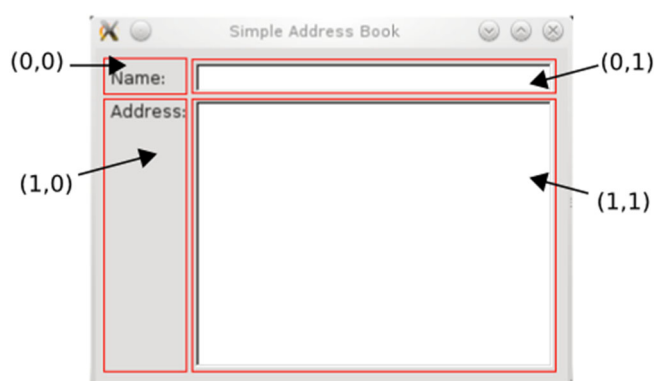 Simple Address Book
(0,0)
(0,1)
Name:
Address:
(1,0)
(1,1)